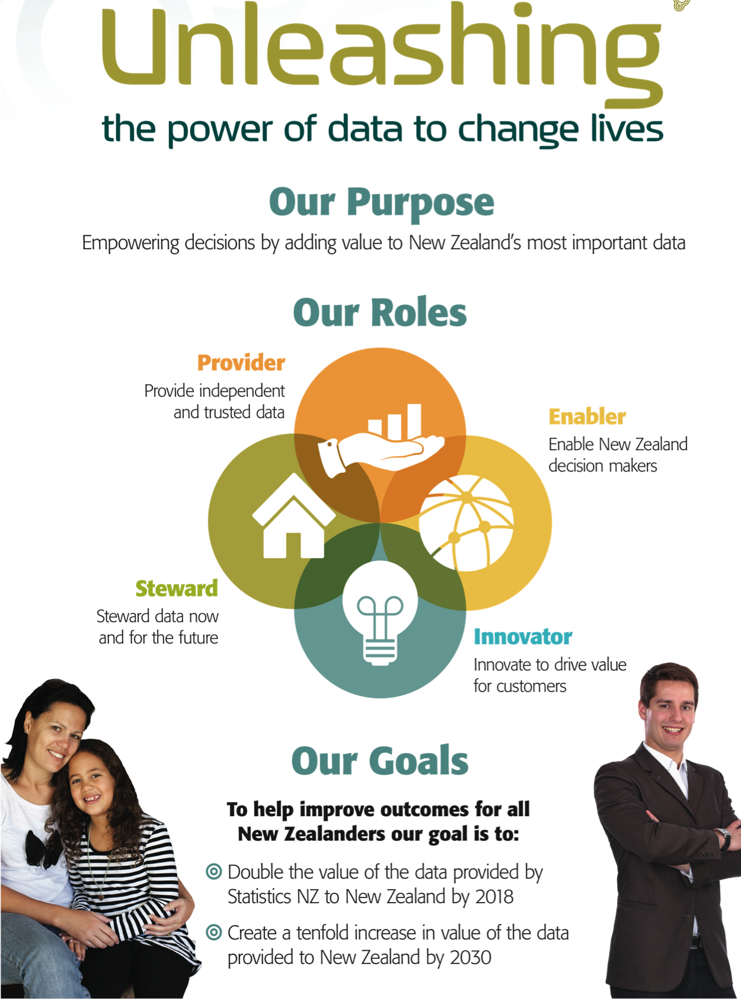 Unleashing
the power of data to change lives
Our Purpose
Empowering decisions by adding value to New Zealand's most important data
Our Roles
Provider
Provide independent
and trusted data
Enabler
Enable New Zealand
decision makers
Steward
Steward data now
and for the future
Innovator
Innovate to drive value
for customers
Our Goals
To help improve outcomes for all
New Zealanders our goal is to:
Double the value of the data provided by
Statistics NZ to New Zealand by 2018
Create a tenfold increase in value of the data
provided to New Zealand by 2030